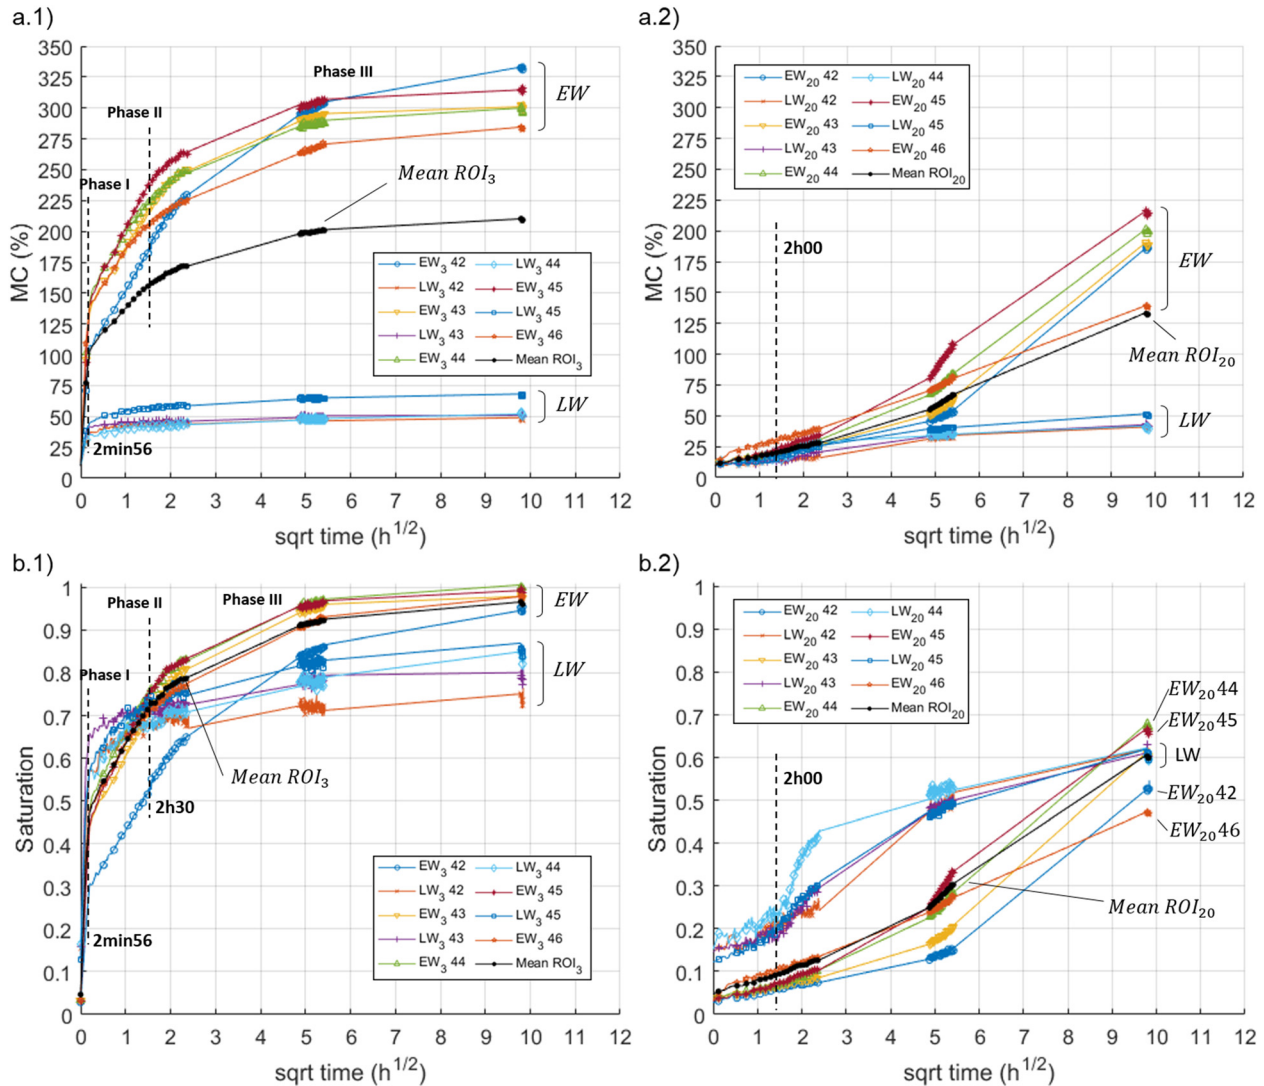 a.1)
350
325
300
275
250
225
200
175
150
125
100
75
50
25
0
MC (%)
Phase I
Phase II
Phase III
EW
Mean ROI3
EW3 42
LW3 42
EW3 43
LW3 43
EW3 44
LW3 44
EW3 45
LW3 45
EW3 46
Mean ROI3
LW
2min56
0 1 2 3 4 5 6 7 8 9 10 11 12
sqrt time (h^1/2)
a.2)
350
325
300
275
250
225
200
175
150
125
100
75
50
25
0
MC (%)
EW20 42
LW20 42
EW20 43
LW20 43
EW20 44
LW20 44
EW20 45
LW20 45
EW20 46
Mean ROI20
2h00
EW
Mean ROI20
LW
0 1 2 3 4 5 6 7 8 9 10 11 12
sqrt time (h^1/2)
b.1)
1
0.9
0.8
0.7
0.6
0.5
0.4
0.3
0.2
0.1
0
Saturation
Phase II
Phase III
EW
Phase I
LW
Mean ROI3
2h30
EW3 42
LW3 42
EW3 43
LW3 43
EW3 44
LW3 44
EW3 45
LW3 45
EW3 46
Mean ROI3
2min56
0 1 2 3 4 5 6 7 8 9 10 11 12
sqrt time (h^1/2)
b.2)
1
0.9
0.8
0.7
0.6
0.5
0.4
0.3
0.2
0.1
0
Saturation
EW20 42
LW20 42
EW20 43
LW20 43
EW20 44
LW20 44
EW20 45
LW20 45
EW20 46
Mean ROI20
EW20 44
EW20 45
LW
2h00
EW20 42
EW20 46
Mean ROI20
0 1 2 3 4 5 6 7 8 9 10 11 12
sqrt time (h^1/2)